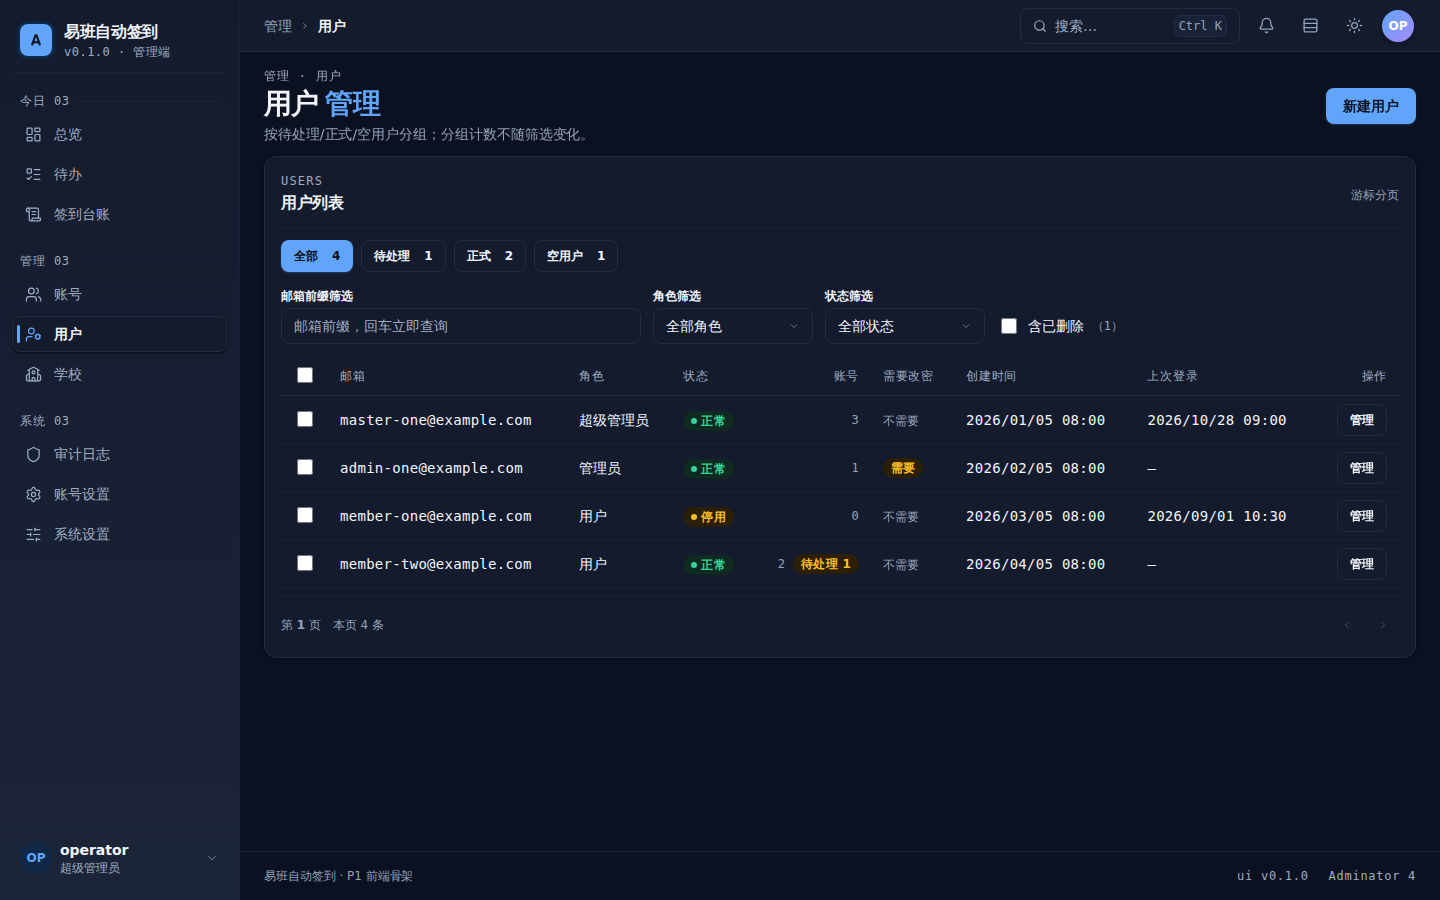 A
易班自动签到
v0.1.0 · 管理端
今日 03
总览
待办
签到台账
管理 03
账号
用户
学校
系统 03
审计日志
账号设置
系统设置
OP
operator
超级管理员
管理 › 用户
搜索… Ctrl K
OP
管理 · 用户
用户 管理
按待处理/正式/空用户分组；分组计数不随筛选变化。
新建用户
USERS
用户列表
游标分页
全部 4 待处理 1 正式 2 空用户 1
邮箱前缀筛选 角色筛选 状态筛选
邮箱前缀，回车立即查询 全部角色 全部状态 含已删除 （1）
邮箱 角色 状态 账号 需要改密 创建时间 上次登录 操作
master-one@example.com 超级管理员 正常 3 不需要 2026/01/05 08:00 2026/10/28 09:00 管理
admin-one@example.com 管理员 正常 1 需要 2026/02/05 08:00 — 管理
member-one@example.com 用户 停用 0 不需要 2026/03/05 08:00 2026/09/01 10:30 管理
member-two@example.com 用户 正常 2 待处理 1 不需要 2026/04/05 08:00 — 管理
第 1 页 本页 4 条
易班自动签到 · P1 前端骨架
ui v0.1.0 Adminator 4